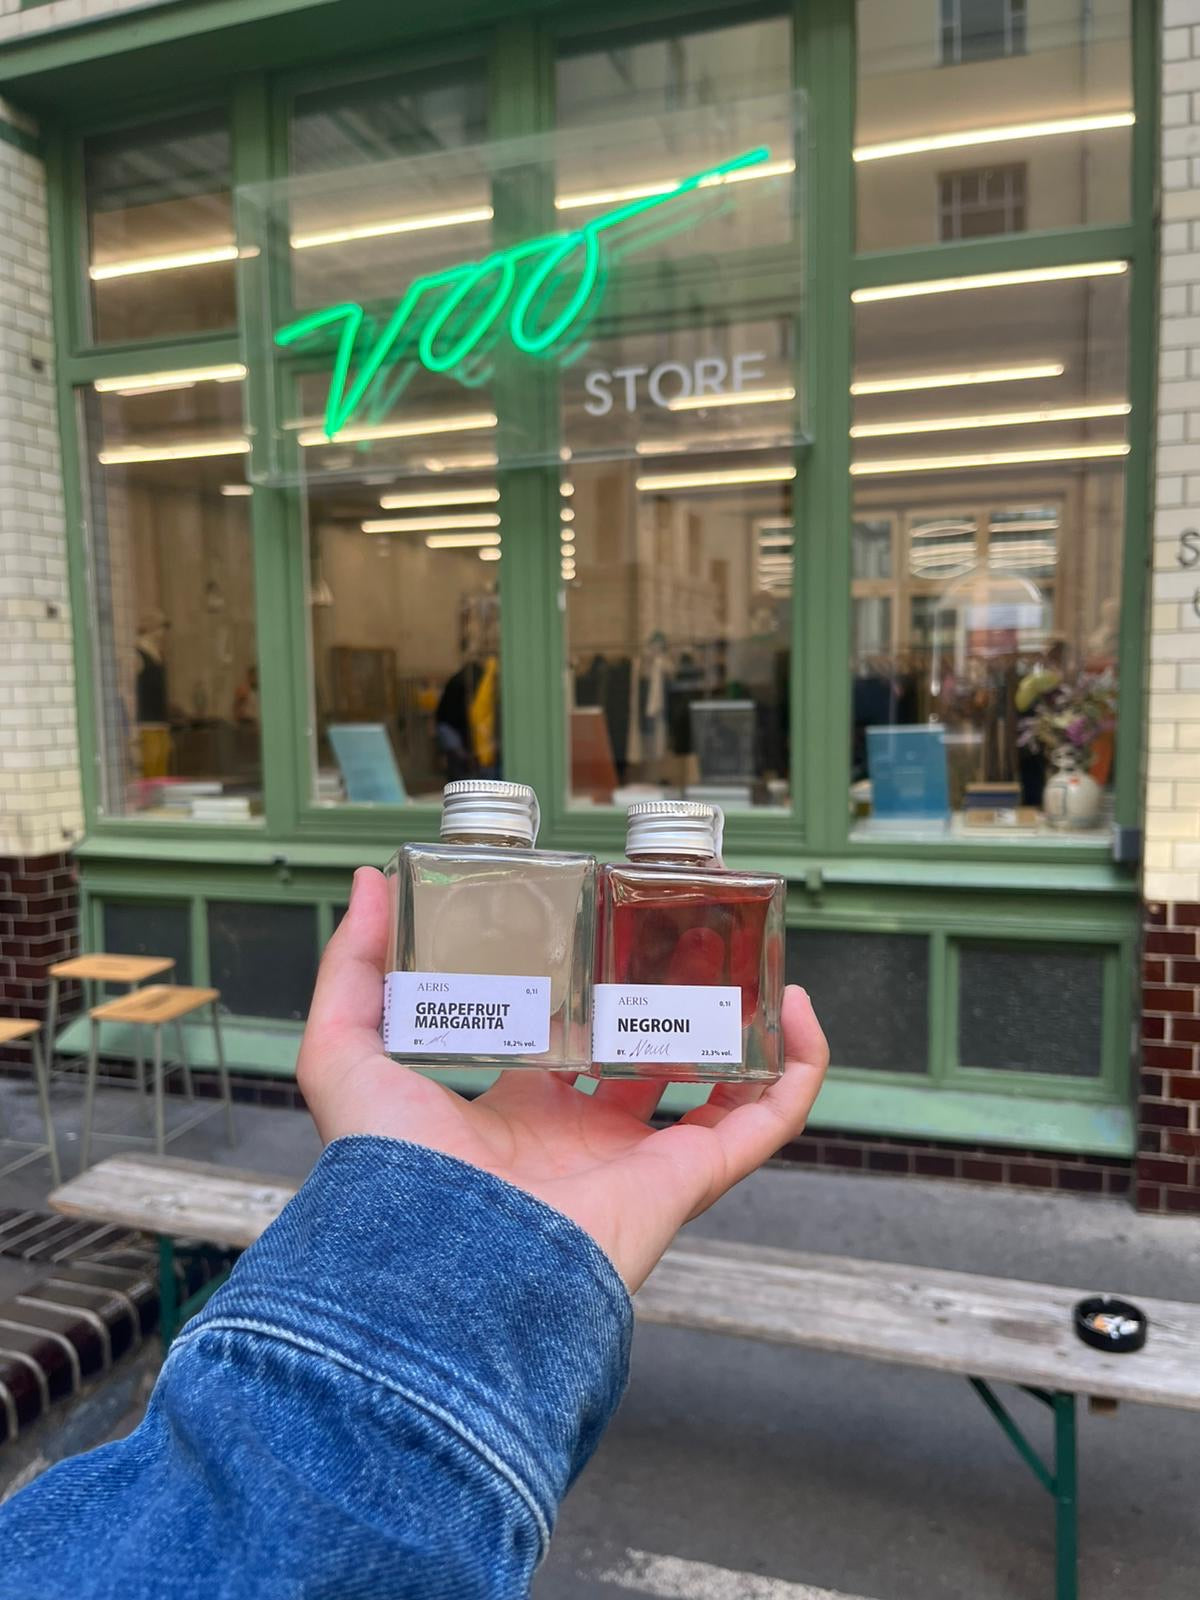 voo
STORE
AERIS
0,1l
GRAPEFRUIT
MARGARITA
BY.
18,2% vol.
AERIS
0,1l
NEGRONI
BY.
23,3% vol.